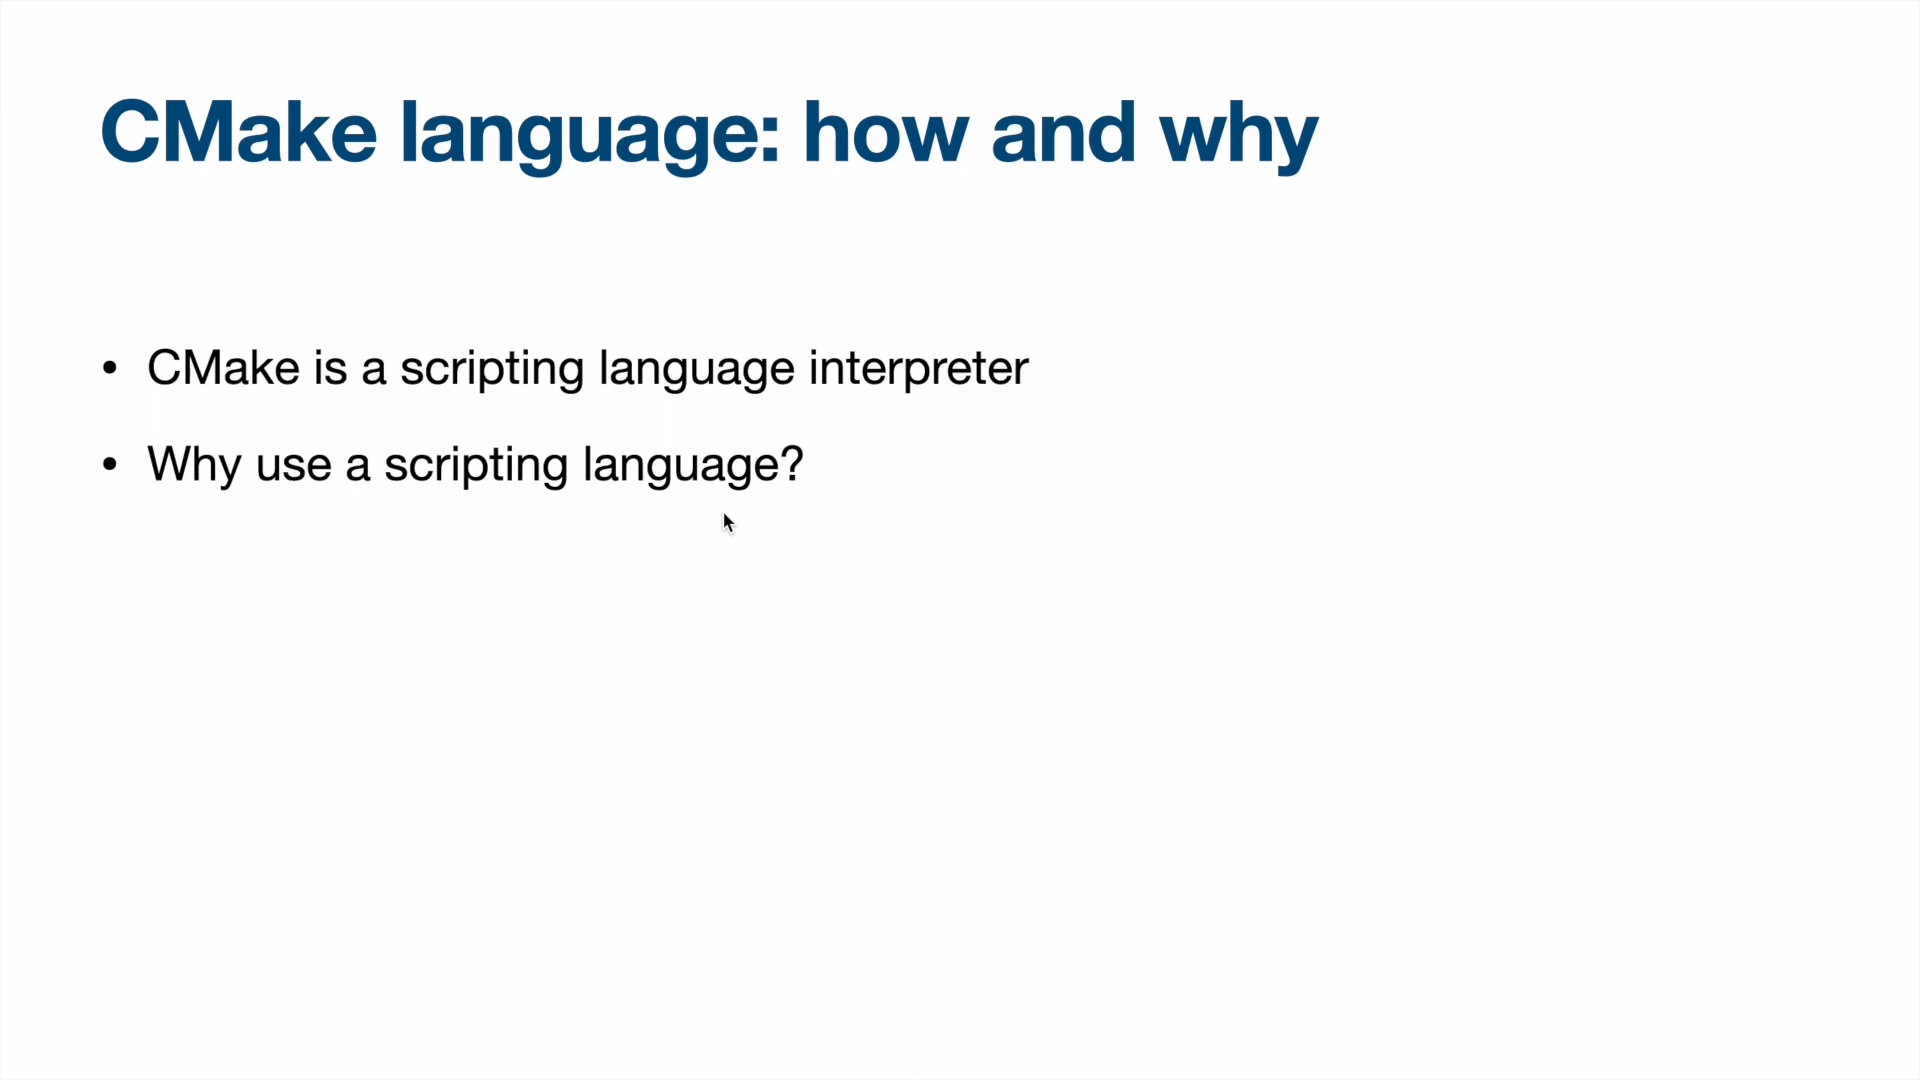 CMake language: how and why
• CMake is a scripting language interpreter
• Why use a scripting language?